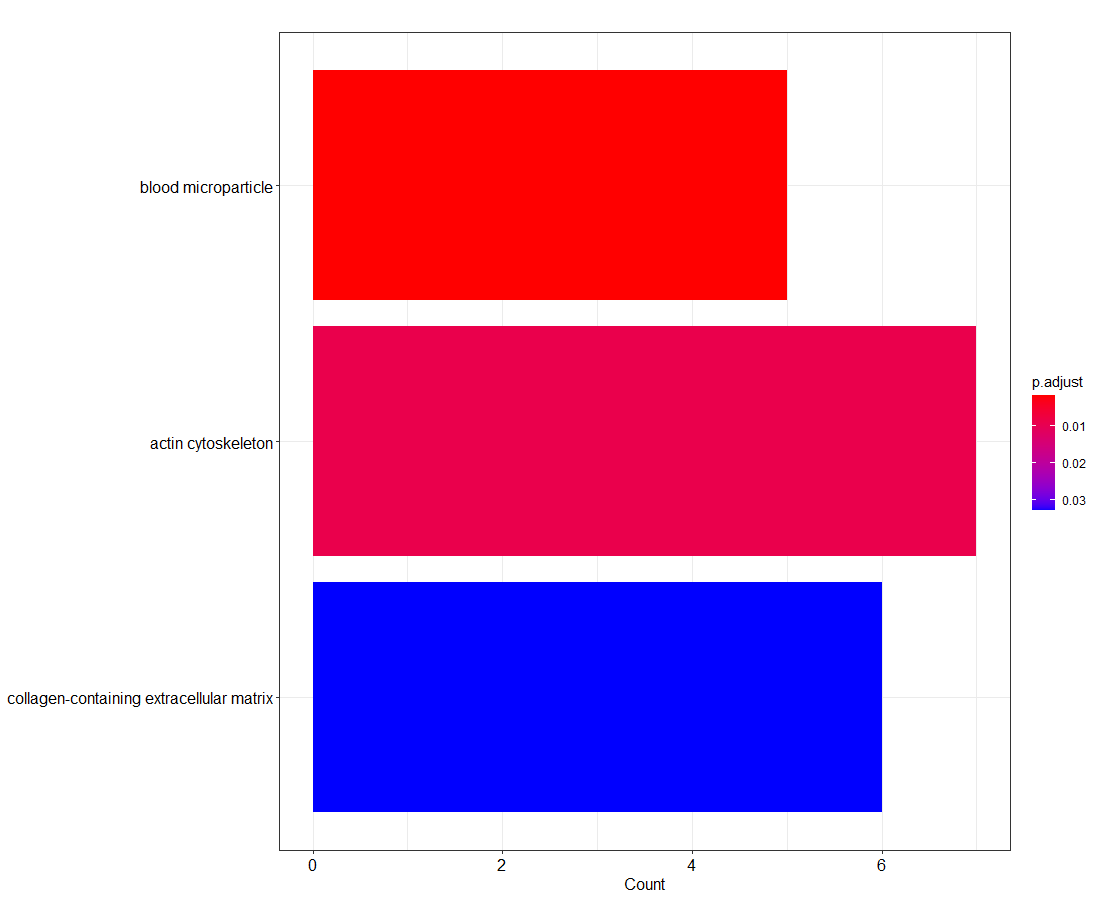 blood microparticle
actin cytoskeleton
collagen-containing extracellular matrix
0 2 4 6
Count
p.adjust
0.01
0.02
0.03